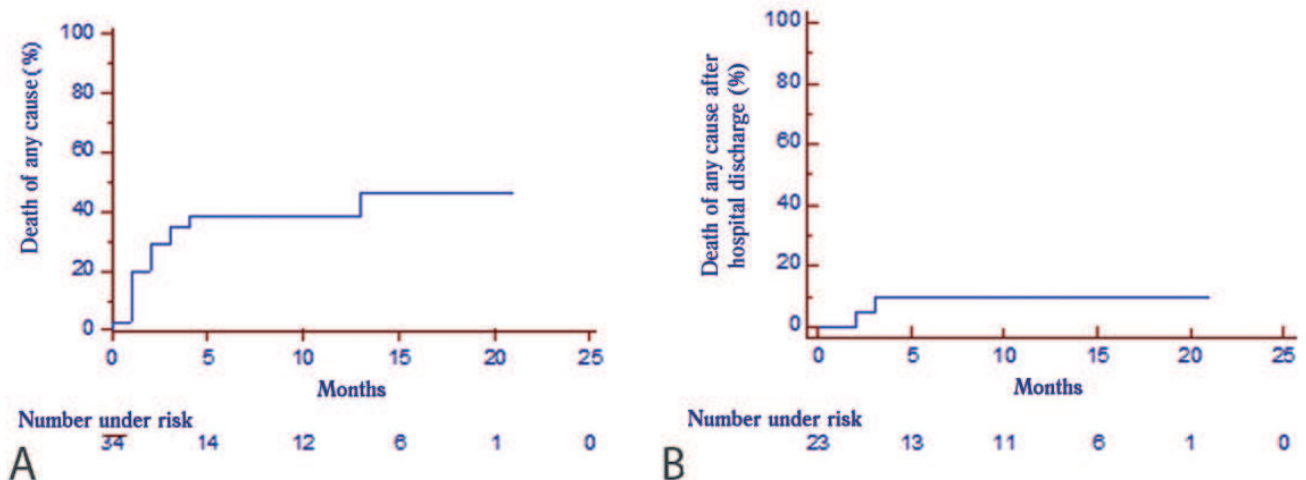 Death of any cause (%)
100
80
60
40
20
0
0 5 10 15 20 25
Months
Number under risk
34 14 12 6 1 0
A
Death of any cause after
hospital discharge (%)
100
80
60
40
20
0
0 5 10 15 20 25
Months
Number under risk
23 13 11 6 1 0
B